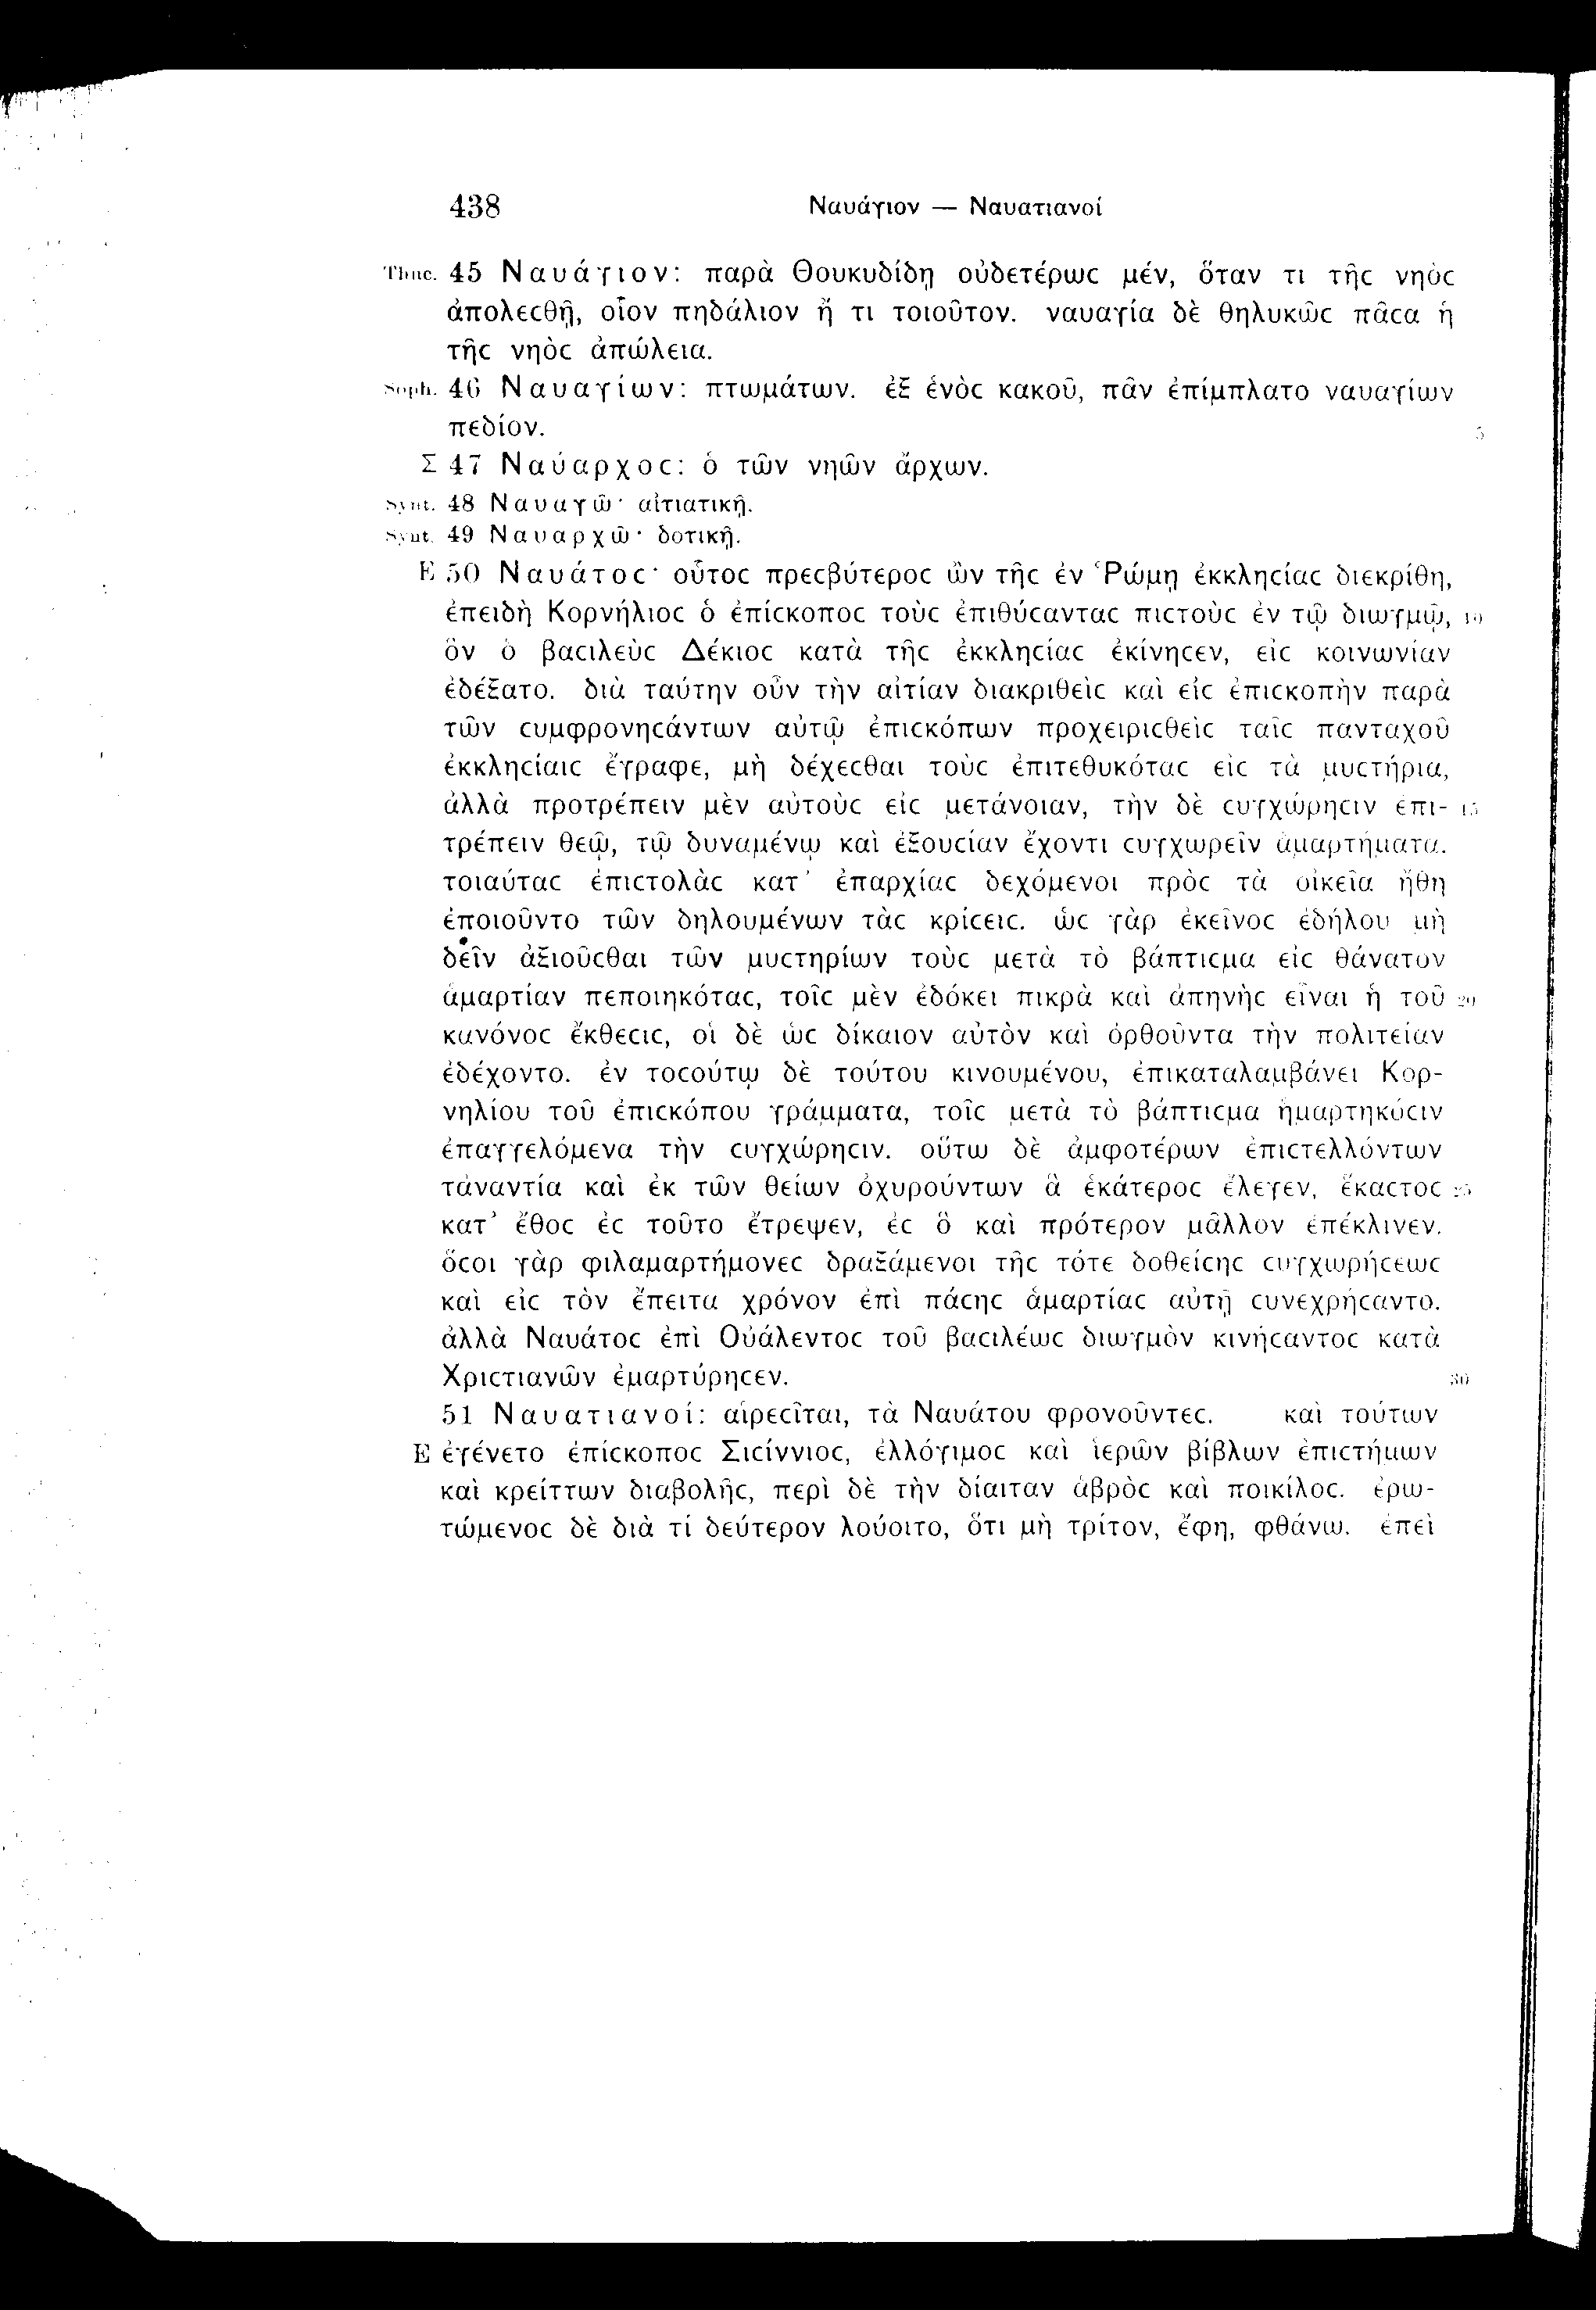 438 Ναυάγιον — Ναυατιανοί
Thuc. 45 Ναυάγιον: παρὰ Θουκυδίδῃ οὐδετέρωϲ μέν, ὅταν τι τῆϲ νηὸϲ
ἀπολεϲθῇ, οἷον πηδάλιον ἤ τι τοιοῦτον. ναυαγία δὲ θηλυκῶϲ πᾶϲα ἡ
τῆϲ νηὸϲ ἀπώλεια.
Soph. 46 Ναυαγίων: πτωμάτων. ἐξ ἑνὸϲ κακοῦ, πᾶν ἐπίμπλατο ναυαγίων
πεδίον. 5
Σ 47 Ναύαρχοϲ: ὁ τῶν νηῶν ἄρχων.
Synt. 48 Ναυαγῶ· αἰτιατικῇ.
Synt. 49 Ναυαρχῶ· δοτικῇ.
E 50 Ναυάτοϲ· οὗτοϲ πρεϲβύτεροϲ ὢν τῆϲ ἐν Ῥώμῃ ἐκκληϲίαϲ διεκρίθη,
ἐπειδὴ Κορνήλιοϲ ὁ ἐπίϲκοποϲ τοὺϲ ἐπιθύϲανταϲ πιϲτοὺϲ ἐν τῷ διωγμῷ, 10
ὃν ὁ βαϲιλεὺϲ Δέκιοϲ κατὰ τῆϲ ἐκκληϲίαϲ ἐκίνηϲεν, εἰϲ κοινωνίαν
ἐδέξατο. διὰ ταύτην οὖν τὴν αἰτίαν διακριθεὶϲ καὶ εἰϲ ἐπιϲκοπὴν παρὰ
τῶν ϲυμφρονηϲάντων αὐτῷ ἐπιϲκόπων προχειριϲθεὶϲ ταῖϲ πανταχοῦ
ἐκκληϲίαιϲ ἔγραφε, μὴ δέχεϲθαι τοὺϲ ἐπιτεθυκόταϲ εἰϲ τὰ μυϲτήρια,
ἀλλὰ προτρέπειν μὲν αὐτοὺϲ εἰϲ μετάνοιαν, τὴν δὲ ϲυγχώρηϲιν ἐπι- 15
τρέπειν θεῷ, τῷ δυναμένῳ καὶ ἐξουϲίαν ἔχοντι ϲυγχωρεῖν ἁμαρτήματα.
τοιαύταϲ ἐπιϲτολὰϲ κατ' ἐπαρχίαϲ δεχόμενοι πρὸϲ τὰ οἰκεῖα ἤθη
ἐποιοῦντο τῶν δηλουμένων τὰϲ κρίϲειϲ. ὡϲ γὰρ ἐκεῖνοϲ ἐδήλου μὴ
δεῖν ἀξιοῦϲθαι τῶν μυϲτηρίων τοὺϲ μετὰ τὸ βάπτιϲμα εἰϲ θάνατον
ἁμαρτίαν πεποιηκόταϲ, τοῖϲ μὲν ἐδόκει πικρὰ καὶ ἀπηνὴϲ εἶναι ἡ τοῦ 20
κανόνοϲ ἔκθεϲιϲ, οἱ δὲ ὡϲ δίκαιον αὐτὸν καὶ ὀρθοῦντα τὴν πολιτείαν
ἐδέχοντο. ἐν τοϲούτῳ δὲ τούτου κινουμένου, ἐπικαταλαμβάνει Κορ-
νηλίου τοῦ ἐπιϲκόπου γράμματα, τοῖϲ μετὰ τὸ βάπτιϲμα ἡμαρτηκόϲιν
ἐπαγγελόμενα τὴν ϲυγχώρηϲιν. οὕτω δὲ ἀμφοτέρων ἐπιϲτελλόντων
τἀναντία καὶ ἐκ τῶν θείων ὀχυρούντων ἃ ἑκάτεροϲ ἔλεγεν, ἕκαϲτοϲ 25
κατ' ἔθοϲ ἐϲ τοῦτο ἔτρεψεν, ἐϲ ὃ καὶ πρότερον μᾶλλον ἐπέκλινεν.
ὅϲοι γὰρ φιλαμαρτήμονεϲ δραξάμενοι τῆϲ τότε δοθείϲηϲ ϲυγχωρήϲεωϲ
καὶ εἰϲ τὸν ἔπειτα χρόνον ἐπὶ πάϲηϲ ἁμαρτίαϲ αὐτῇ ϲυνεχρήϲαντο.
ἀλλὰ Ναυάτοϲ ἐπὶ Οὐάλεντοϲ τοῦ βαϲιλέωϲ διωγμὸν κινήϲαντοϲ κατὰ
Χριϲτιανῶν ἐμαρτύρηϲεν. 30
51 Ναυατιανοί: αἱρεϲῖται, τὰ Ναυάτου φρονοῦντεϲ. καὶ τούτων
E ἐγένετο ἐπίϲκοποϲ Σιϲίννιοϲ, ἐλλόγιμοϲ καὶ ἱερῶν βίβλων ἐπιϲτήμων
καὶ κρείττων διαβολῆϲ, περὶ δὲ τὴν δίαιταν ἁβρὸϲ καὶ ποικίλοϲ. ἐρω-
τώμενοϲ δὲ διὰ τί δεύτερον λούοιτο, ὅτι μὴ τρίτον, ἔφη, φθάνω. ἐπεὶ